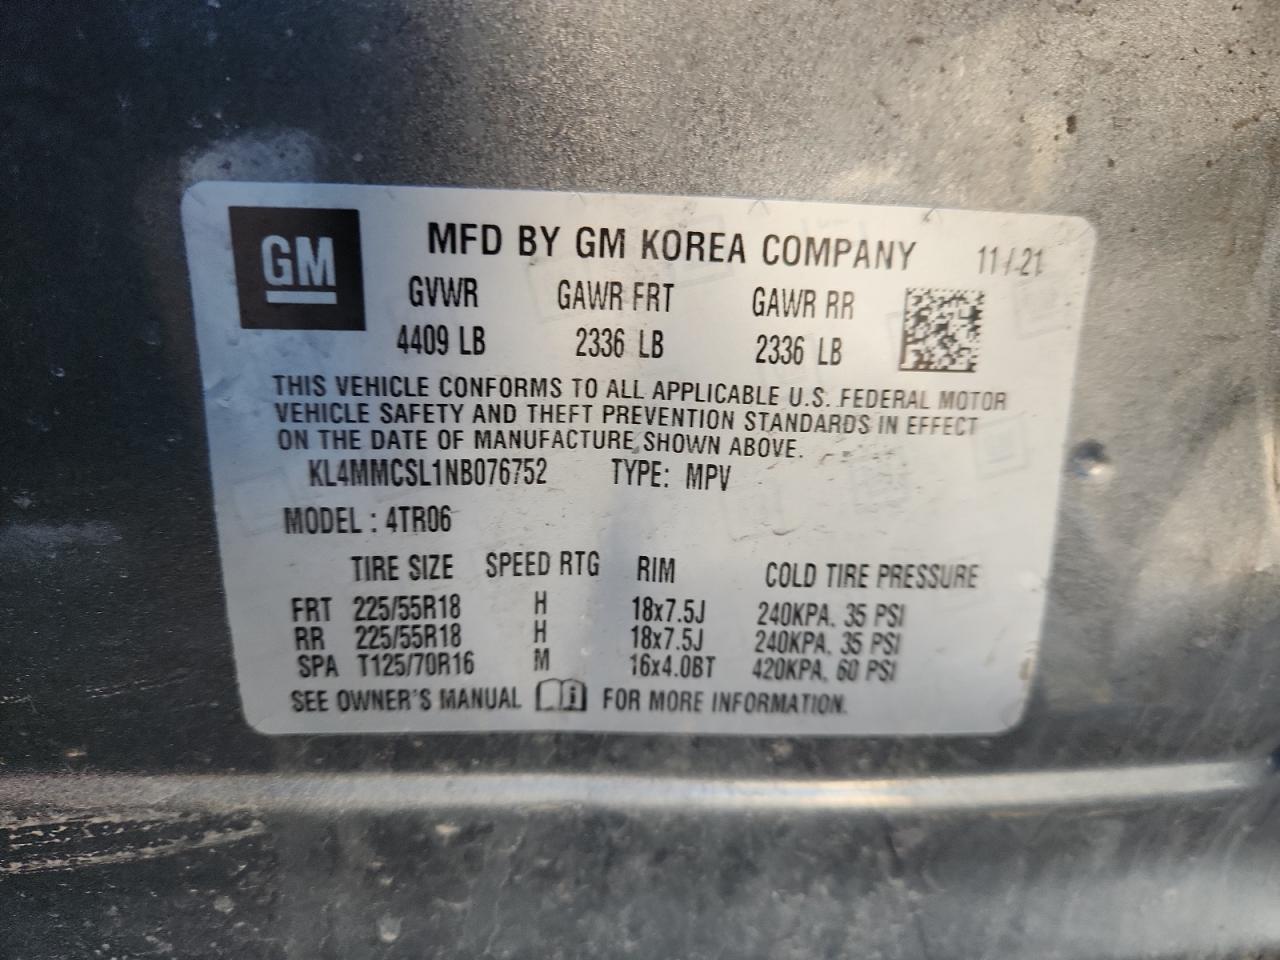 GM
MFD BY GM KOREA COMPANY 11/21
GVWR GAWR FRT GAWR RR
4409 LB 2336 LB 2336 LB
THIS VEHICLE CONFORMS TO ALL APPLICABLE U.S. FEDERAL MOTOR
VEHICLE SAFETY AND THEFT PREVENTION STANDARDS IN EFFECT
ON THE DATE OF MANUFACTURE SHOWN ABOVE.
KL4MMCSL1NB076752 TYPE: MPV
MODEL : 4TR06
TIRE SIZE SPEED RTG RIM COLD TIRE PRESSURE
FRT 225/55R18 H 18x7.5J 240KPA, 35 PSI
RR 225/55R18 H 18x7.5J 240KPA, 35 PSI
SPA T125/70R16 M 16x4.0BT 420KPA, 60 PSI
SEE OWNER'S MANUAL i FOR MORE INFORMATION.